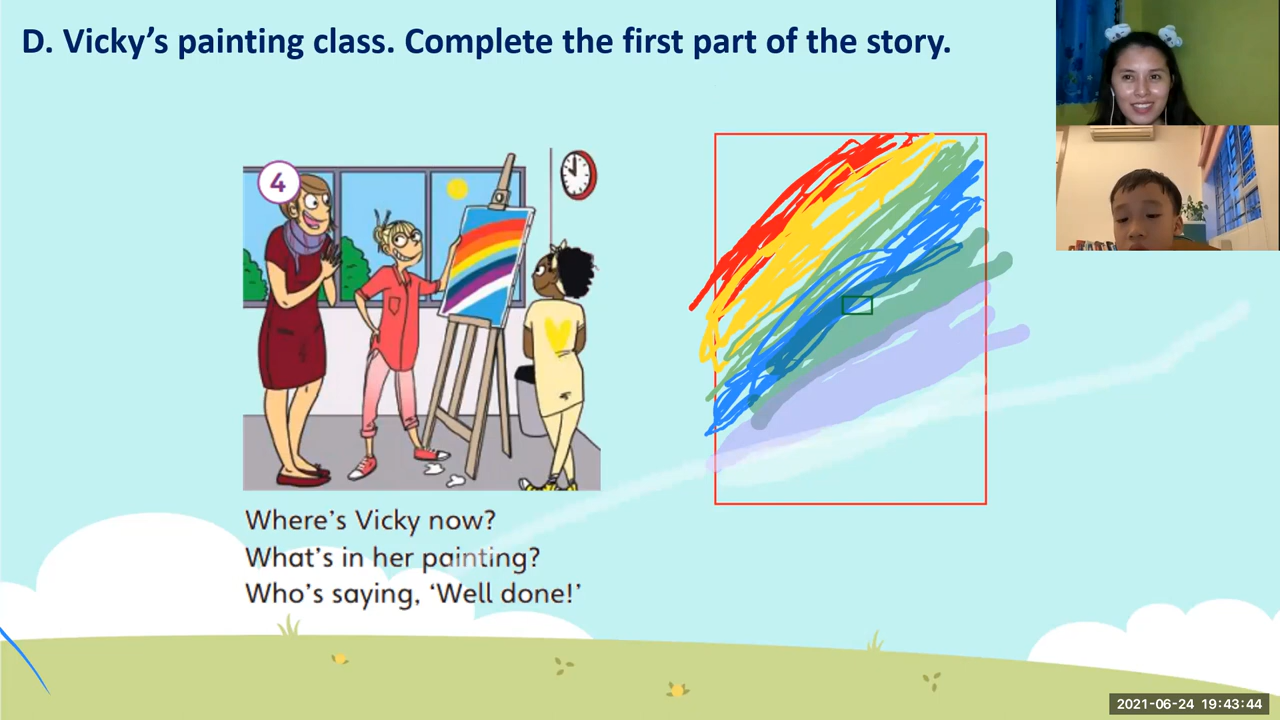 D. Vicky’s painting class. Complete the first part of the story.
4
Where’s Vicky now?
What’s in her painting?
Who’s saying, ‘Well done!’
2021-06-24 19:43:44